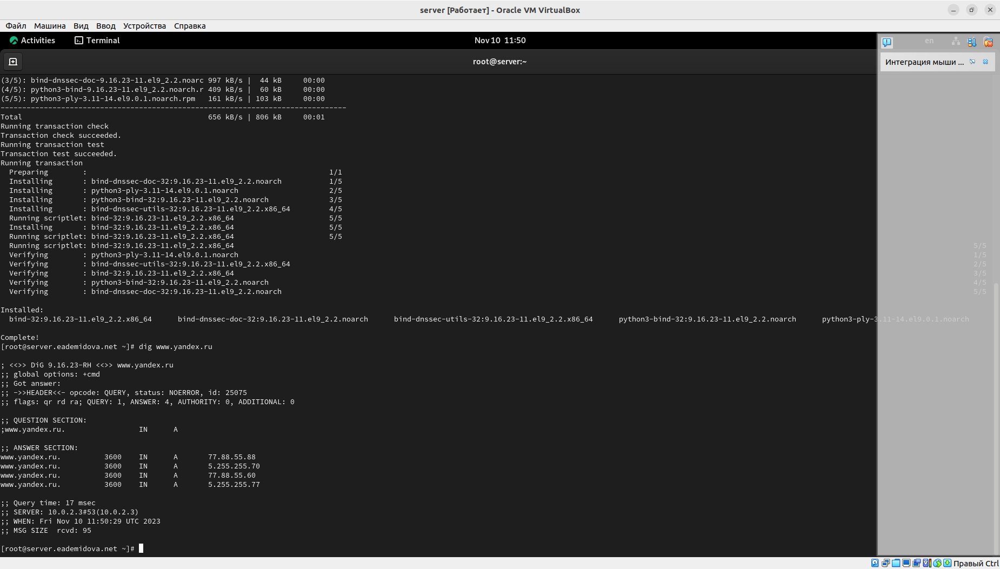 server [Работает] - Oracle VM VirtualBox
Файл Машина Вид Ввод Устройства Справка
Activities Terminal Nov 10 11:50 en
root@server:~
Интеграция мыши ...
(3/5): bind-dnssec-doc-9.16.23-11.el9_2.2.noarc 997 kB/s |  44 kB     00:00
(4/5): python3-bind-9.16.23-11.el9_2.2.noarch.r 409 kB/s |  60 kB     00:00
(5/5): python3-ply-3.11-14.el9.0.1.noarch.rpm   161 kB/s | 103 kB     00:00
--------------------------------------------------------------------------------
Total                                           656 kB/s | 806 kB     00:01
Running transaction check
Transaction check succeeded.
Running transaction test
Transaction test succeeded.
Running transaction
  Preparing        :                                                        1/1
  Installing       : bind-dnssec-doc-32:9.16.23-11.el9_2.2.noarch           1/5
  Installing       : python3-ply-3.11-14.el9.0.1.noarch                     2/5
  Installing       : python3-bind-32:9.16.23-11.el9_2.2.noarch              3/5
  Installing       : bind-dnssec-utils-32:9.16.23-11.el9_2.2.x86_64         4/5
  Running scriptlet: bind-32:9.16.23-11.el9_2.2.x86_64                      5/5
  Installing       : bind-32:9.16.23-11.el9_2.2.x86_64                      5/5
  Running scriptlet: bind-32:9.16.23-11.el9_2.2.x86_64                      5/5
  Running scriptlet: bind-32:9.16.23-11.el9_2.2.x86_64                      5/5
  Verifying        : python3-ply-3.11-14.el9.0.1.noarch                     1/5
  Verifying        : bind-dnssec-utils-32:9.16.23-11.el9_2.2.x86_64         2/5
  Verifying        : bind-32:9.16.23-11.el9_2.2.x86_64                      3/5
  Verifying        : python3-bind-32:9.16.23-11.el9_2.2.noarch              4/5
  Verifying        : bind-dnssec-doc-32:9.16.23-11.el9_2.2.noarch           5/5
Installed:
  bind-32:9.16.23-11.el9_2.2.x86_64      bind-dnssec-doc-32:9.16.23-11.el9_2.2.noarch      bind-dnssec-utils-32:9.16.23-11.el9_2.2.x86_64      python3-bind-32:9.16.23-11.el9_2.2.noarch      python3-ply-3.11-14.el9.0.1.noarch
Complete!
[root@server.eademidova.net ~]# dig www.yandex.ru
; <<>> DiG 9.16.23-RH <<>> www.yandex.ru
;; global options: +cmd
;; Got answer:
;; ->>HEADER<<- opcode: QUERY, status: NOERROR, id: 25075
;; flags: qr rd ra; QUERY: 1, ANSWER: 4, AUTHORITY: 0, ADDITIONAL: 0
;; QUESTION SECTION:
;www.yandex.ru.                 IN      A
;; ANSWER SECTION:
www.yandex.ru.          3600    IN      A       77.88.55.88
www.yandex.ru.          3600    IN      A       5.255.255.70
www.yandex.ru.          3600    IN      A       77.88.55.60
www.yandex.ru.          3600    IN      A       5.255.255.77
;; Query time: 17 msec
;; SERVER: 10.0.2.3#53(10.0.2.3)
;; WHEN: Fri Nov 10 11:50:29 UTC 2023
;; MSG SIZE  rcvd: 95
[root@server.eademidova.net ~]#
Правый Ctrl